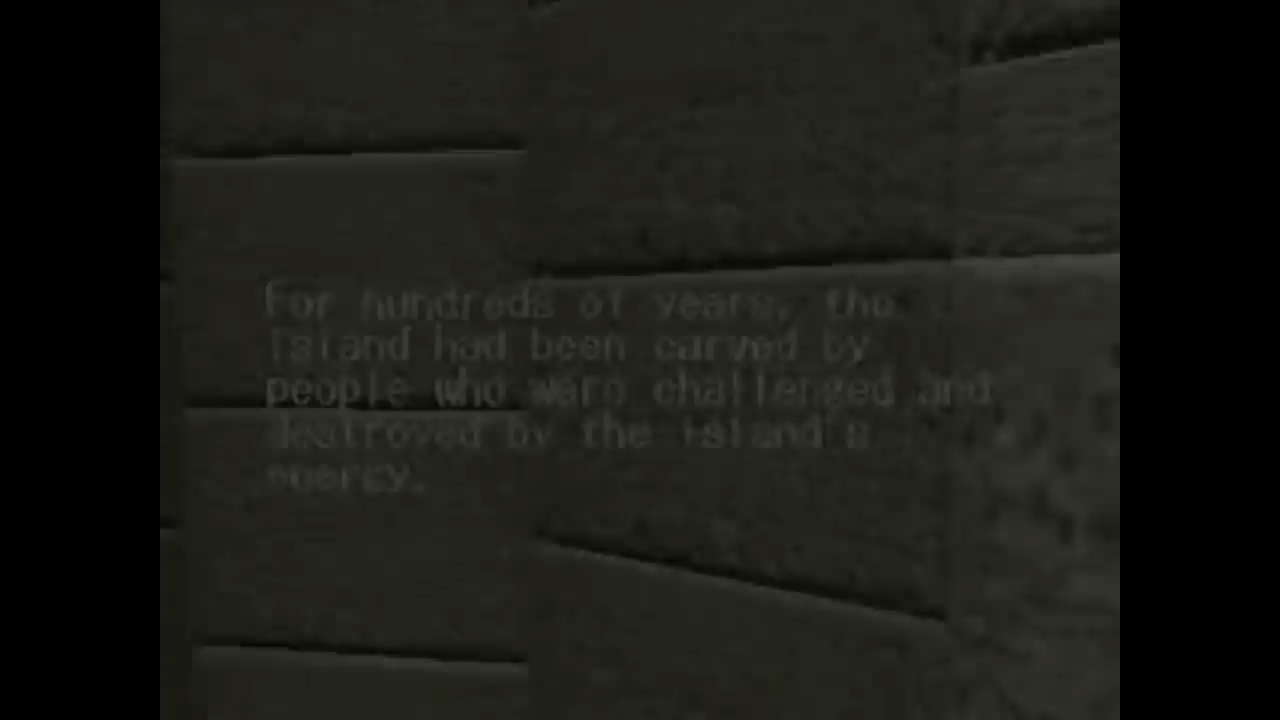 For hundreds of years, the
island had been carved by
people who were challenged and
destroyed by the island's
energy.